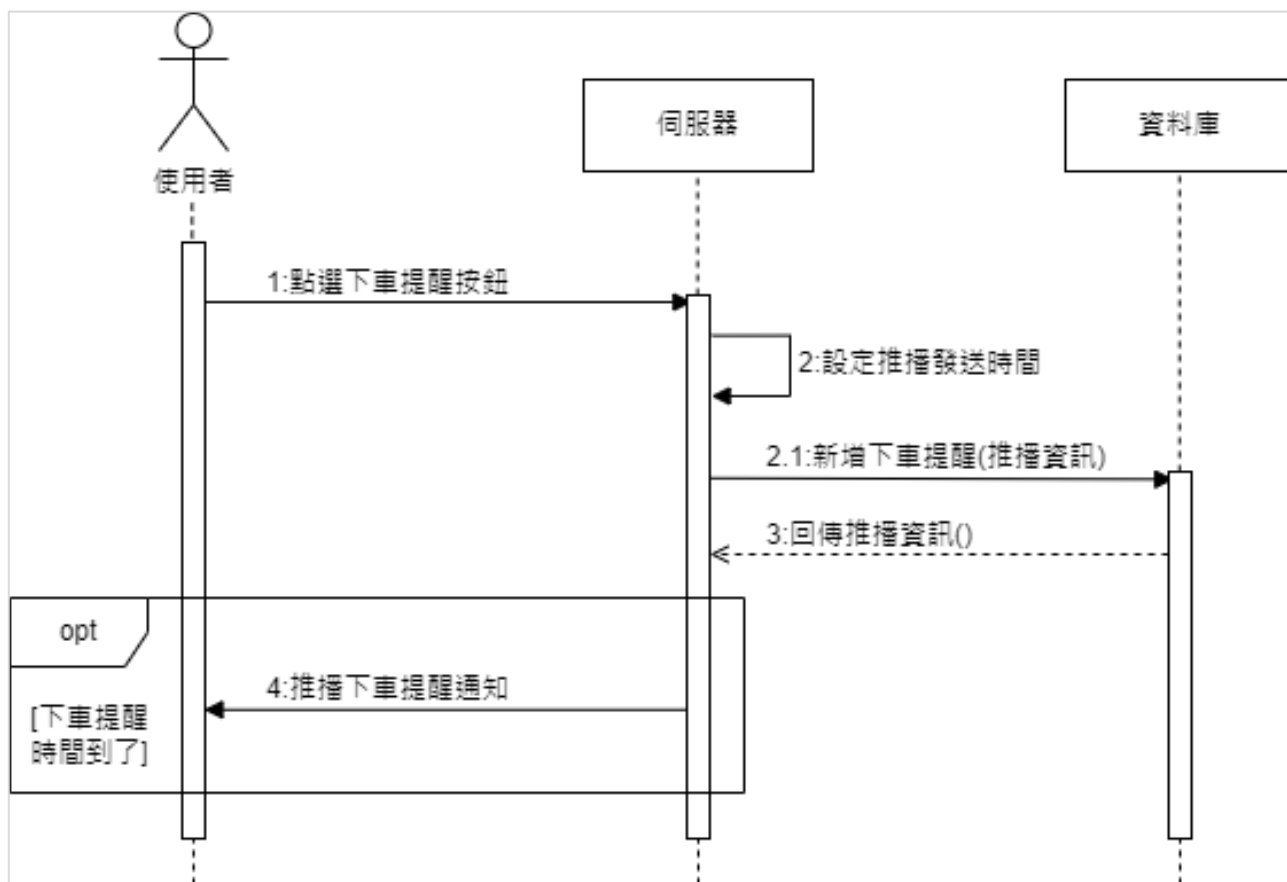 伺服器
資料庫
使用者
1:點選下車提醒按鈕
2:設定推播發送時間
2.1:新增下車提醒(推播資訊)
3:回傳推播資訊()
opt
4:推播下車提醒通知
[下車提醒
時間到了]